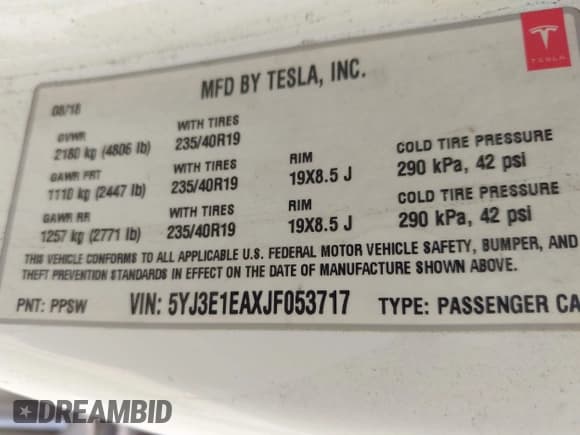 TESLA
MFD BY TESLA, INC.
08/18
GVWR WITH TIRES
2180 kg (4806 lb) 235/40R19
GAWR FRT WITH TIRES RIM COLD TIRE PRESSURE
1110 kg (2447 lb) 235/40R19 19X8.5 J 290 kPa, 42 psi
GAWR RR WITH TIRES RIM COLD TIRE PRESSURE
1257 kg (2771 lb) 235/40R19 19X8.5 J 290 kPa, 42 psi
THIS VEHICLE CONFORMS TO ALL APPLICABLE U.S. FEDERAL MOTOR VEHICLE SAFETY, BUMPER, AND
THEFT PREVENTION STANDARDS IN EFFECT ON THE DATE OF MANUFACTURE SHOWN ABOVE.
PNT: PPSW VIN: 5YJ3E1EAXJF053717 TYPE: PASSENGER CA
DREAMBID